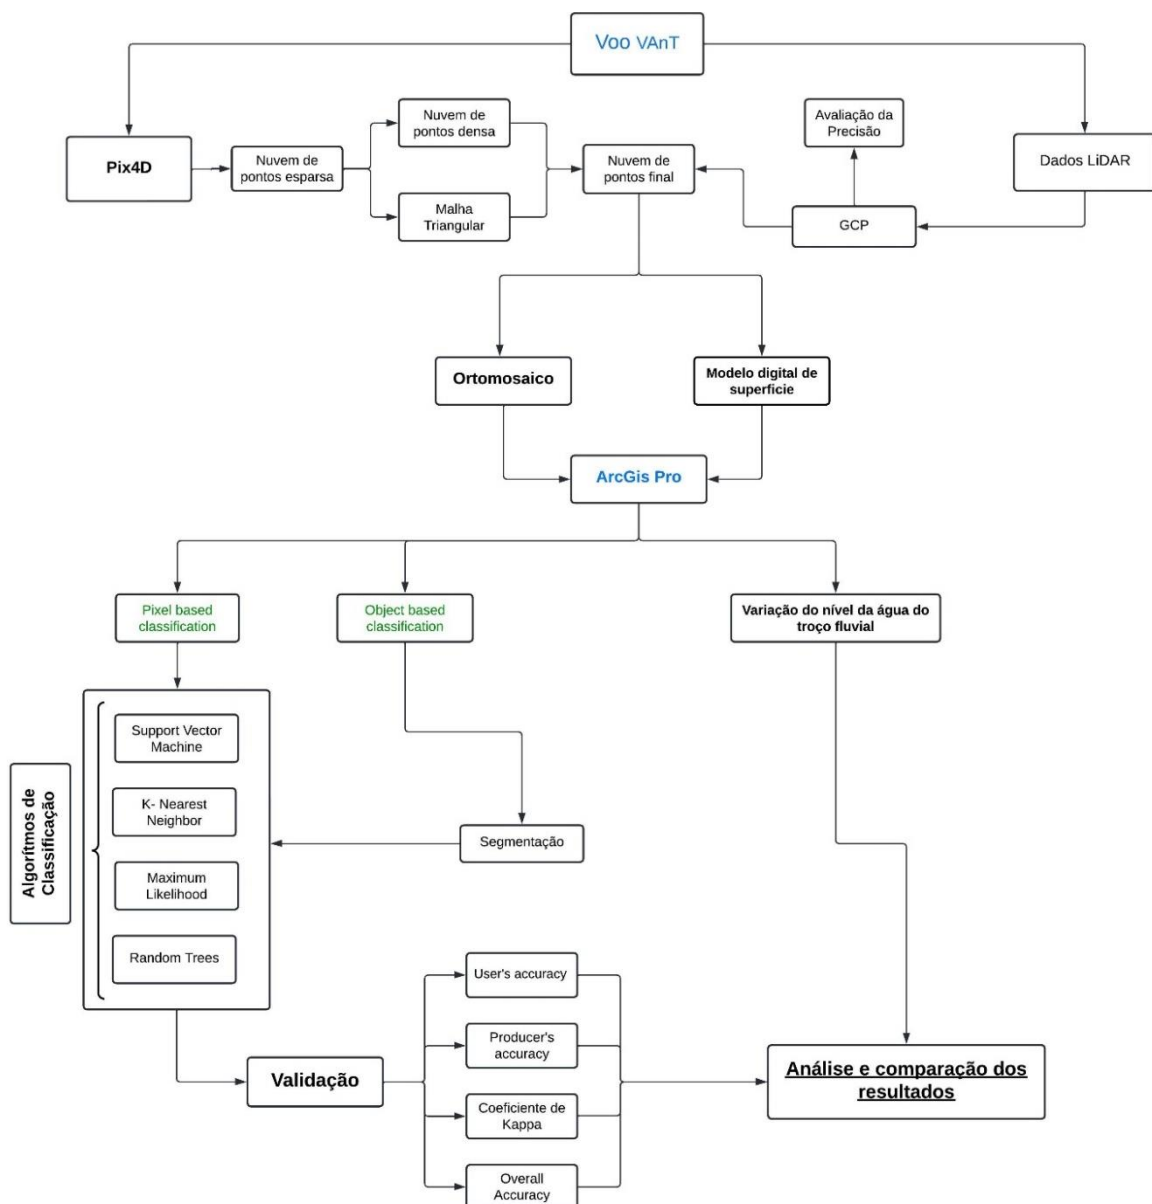 Voo VAnT
Pix4D
Nuvem de
pontos esparsa
Nuvem de
pontos densa
Malha
Triangular
Nuvem de
pontos final
Avaliação da
Precisão
GCP
Dados LiDAR
Ortomosaico
Modelo digital de
superficie
ArcGis Pro
Pixel based
classification
Object based
classification
Variação do nível da água do
troço fluvial
Algorítmos de
Classificação
Support Vector
Machine
K- Nearest
Neighbor
Maximum
Likelihood
Random Trees
Segmentação
Validação
User's accuracy
Producer's
accuracy
Coeficiente de
Kappa
Overall
Accuracy
Análise e comparação dos
resultados